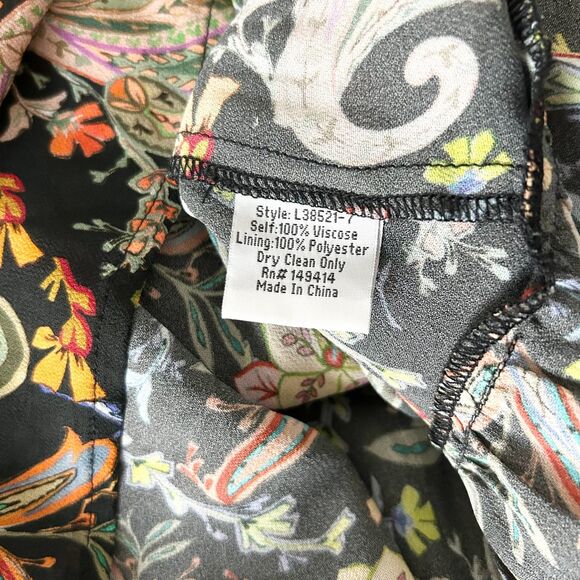 Style: L38521-7
Self:100% Viscose
Lining:100% Polyester
Dry Clean Only
Rn# 149414
Made In China